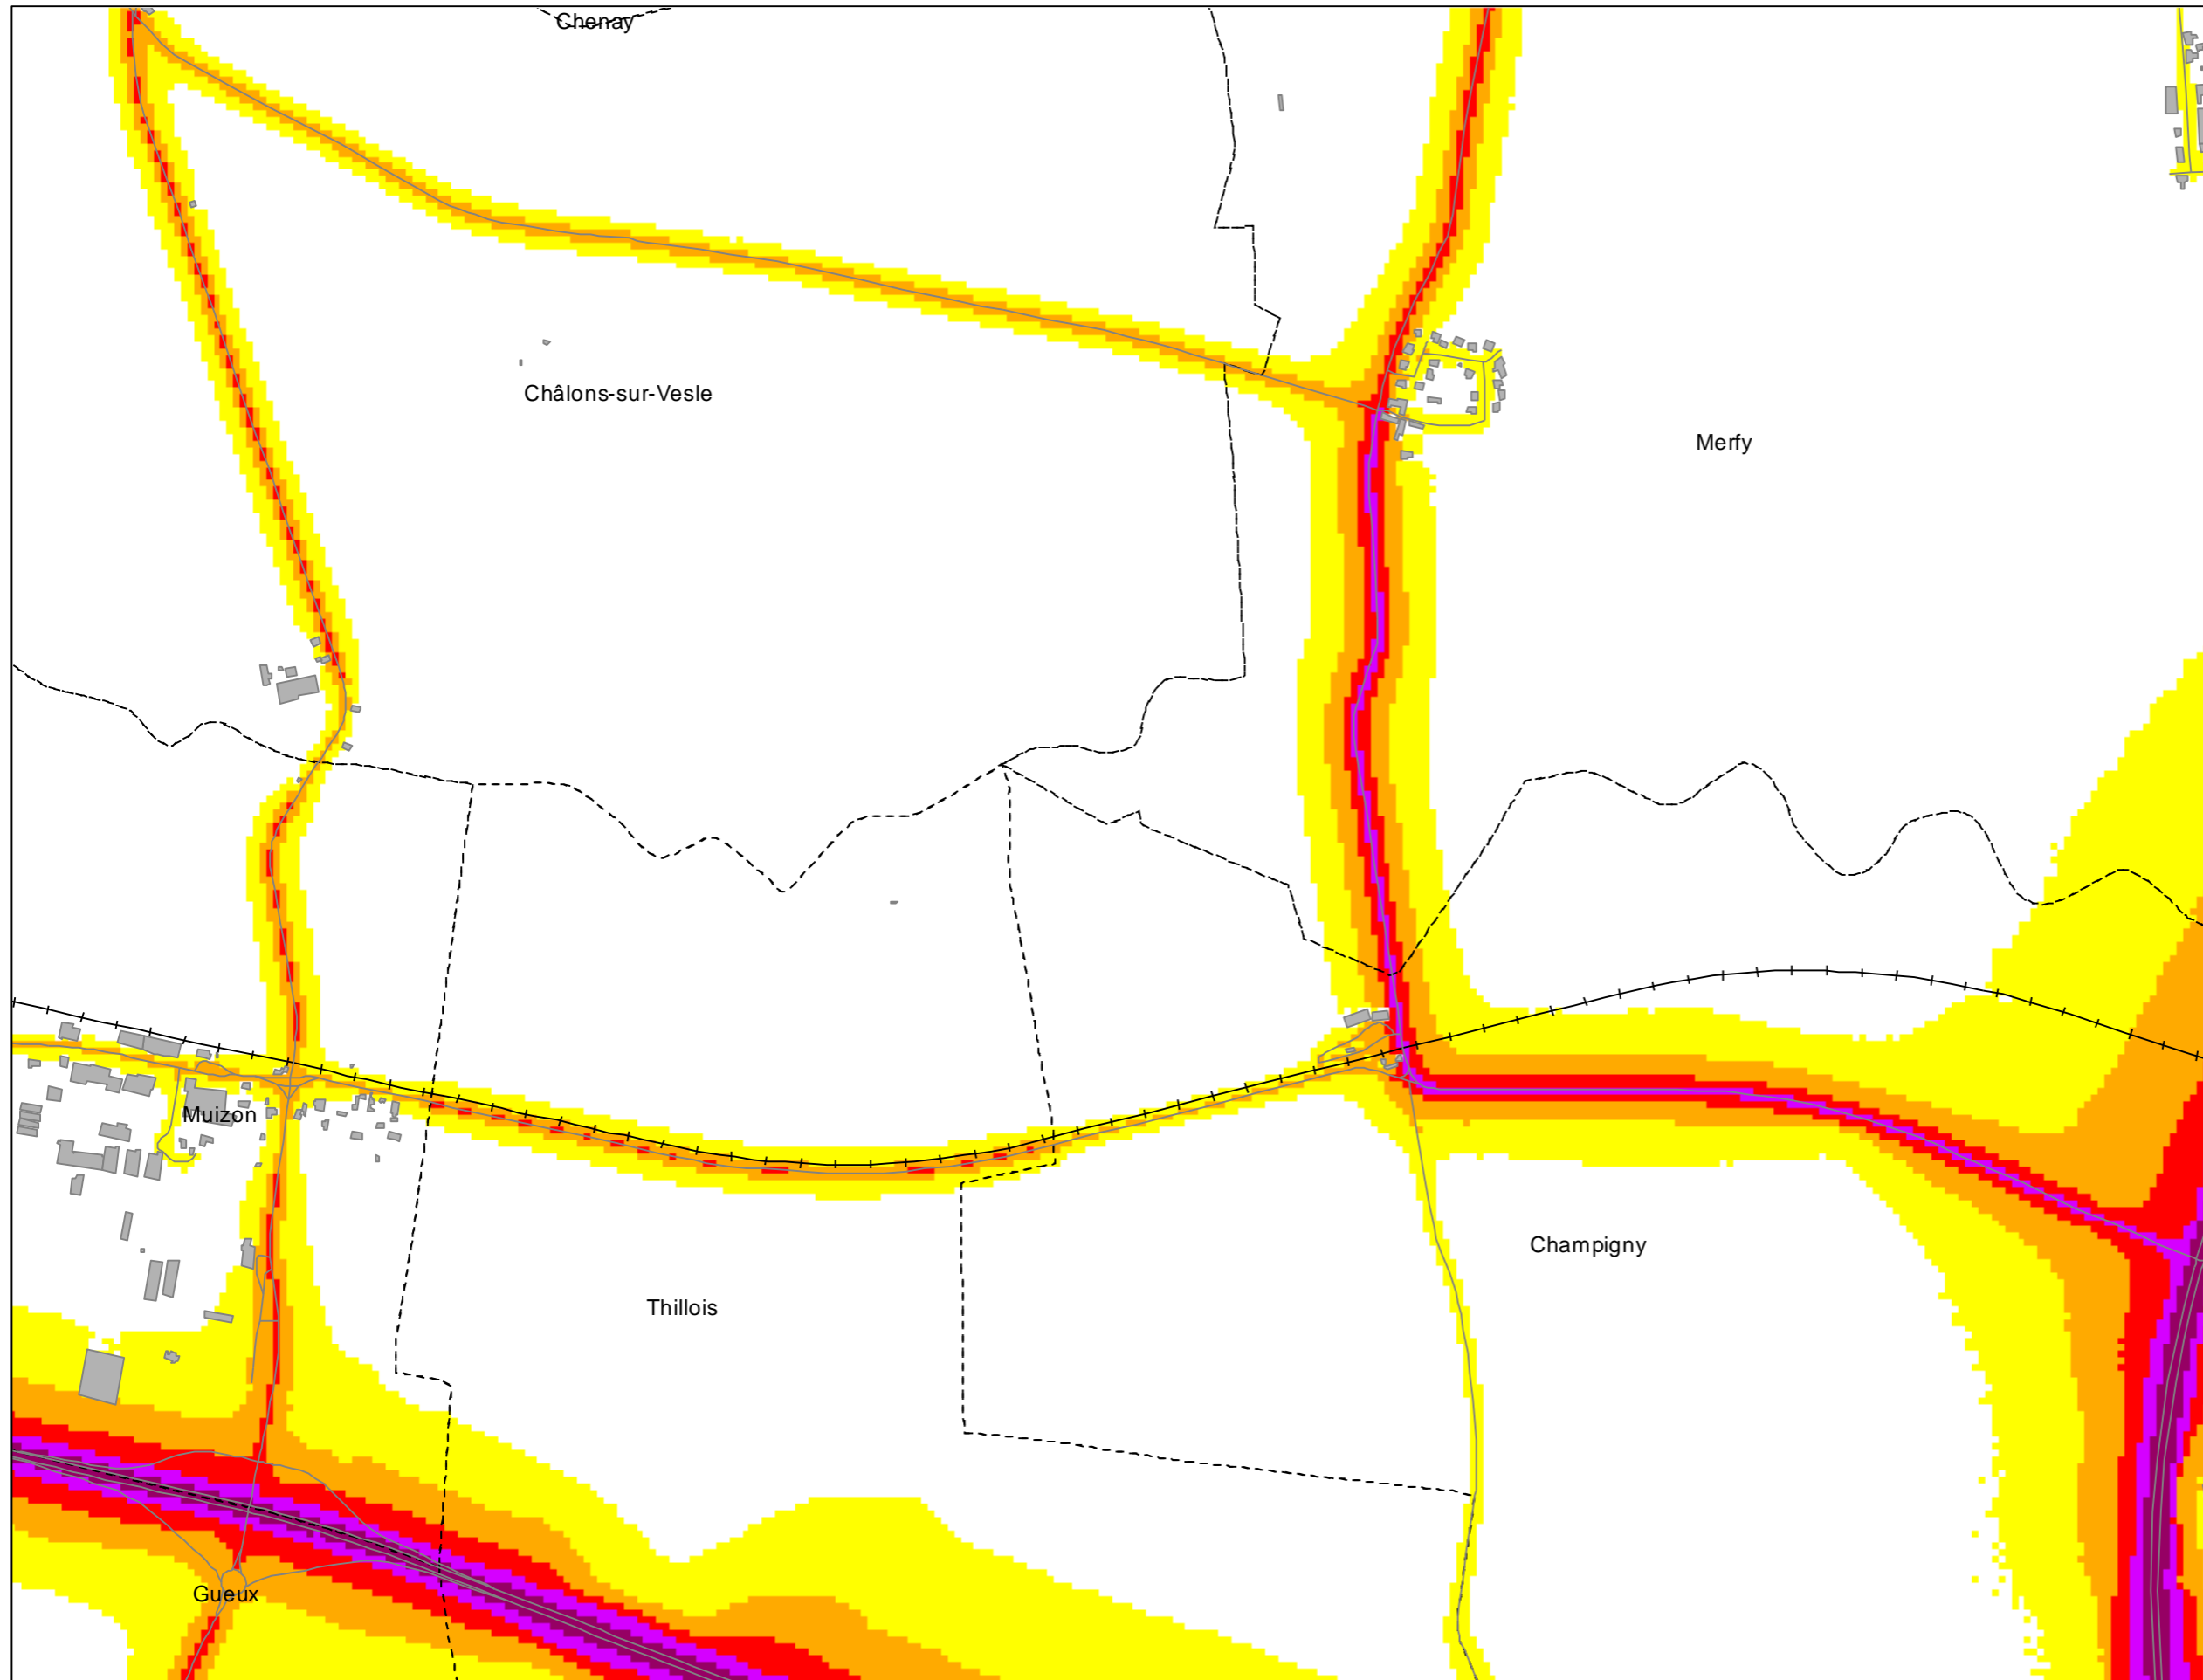 Chenay
Châlons-sur-Vesle
Merfy
Muizon
Champigny
Thillois
Gueux